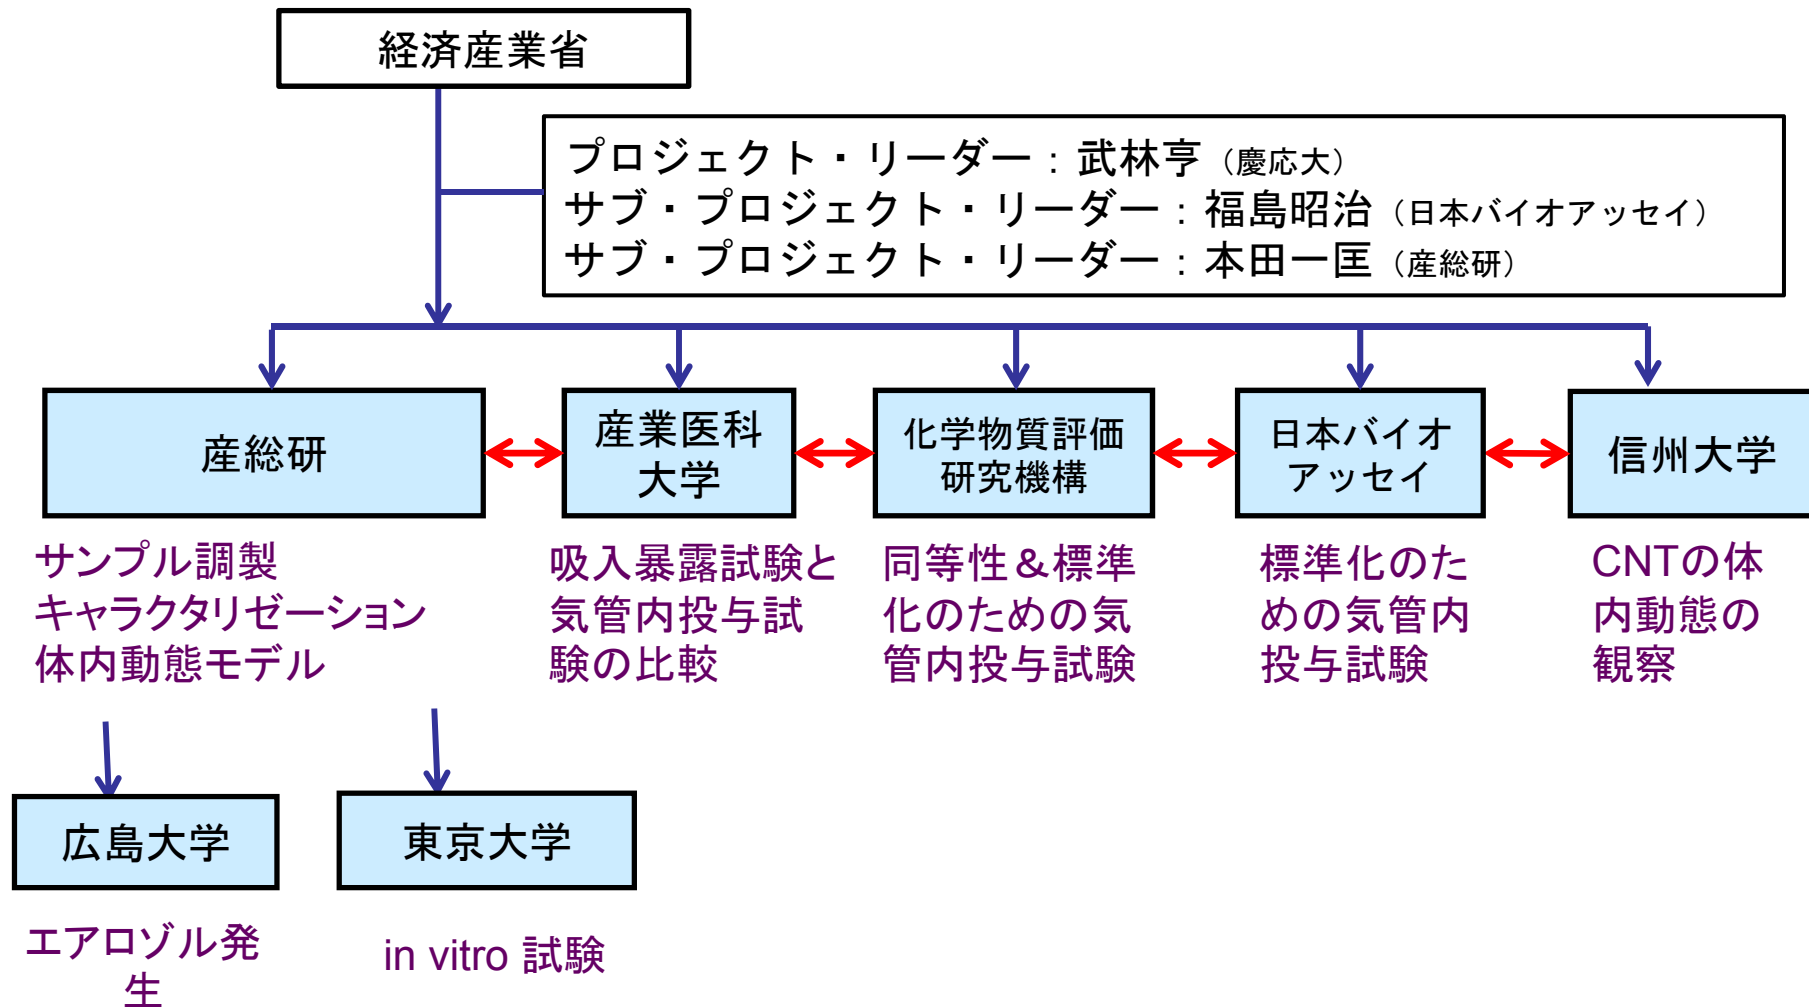 経済産業省
プロジェクト・リーダー：武林亨（慶応大）
サブ・プロジェクト・リーダー：福島昭治（日本バイオアッセイ）
サブ・プロジェクト・リーダー：本田一匡（産総研）
産総研
産業医科
大学
化学物質評価
研究機構
日本バイオ
アッセイ
信州大学
サンプル調製
キャラクタリゼーション
体内動態モデル
吸入暴露試験と
気管内投与試
験の比較
同等性＆標準
化のための気
管内投与試験
標準化のた
めの気管内
投与試験
CNTの体
内動態の
観察
広島大学
東京大学
エアロゾル発
生
in vitro 試験